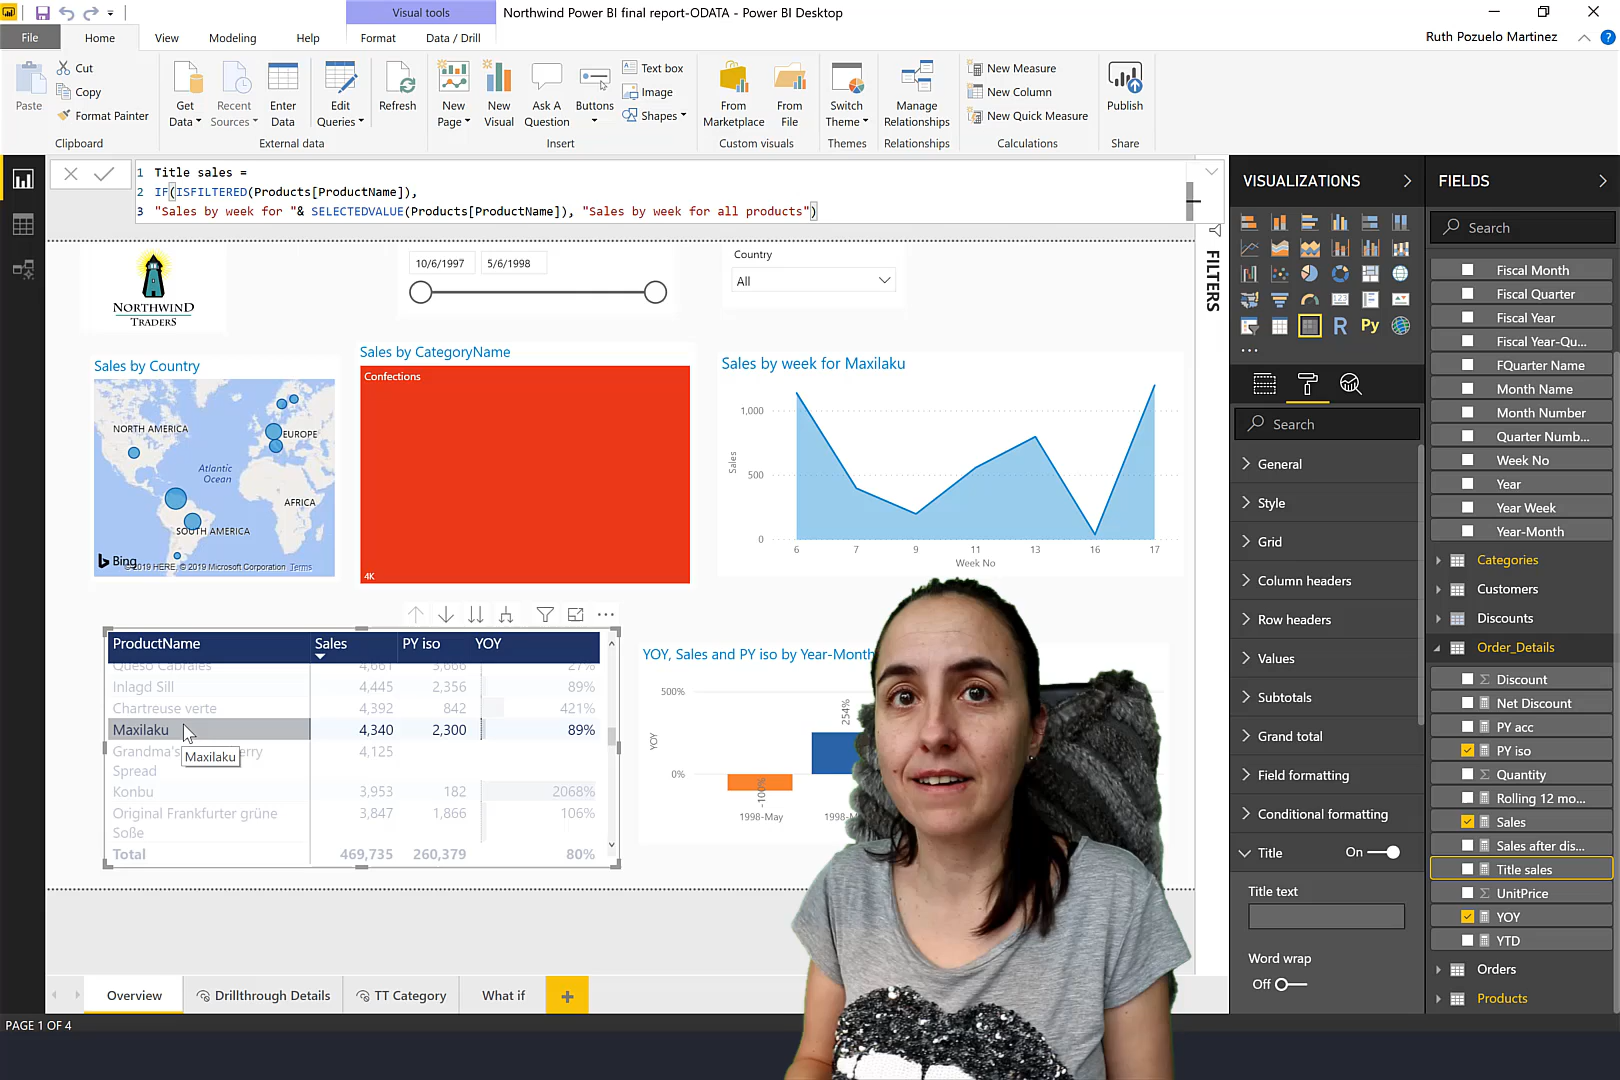 Visual tools
Northwind Power BI final report-ODATA - Power BI Desktop
File
Home
View
Modeling
Help
Format
Data / Drill
Ruth Pozuelo Martinez
Paste
Cut
Copy
Format Painter
Clipboard
Get Data
Recent Sources
Enter Data
Edit Queries
Refresh
External data
New Page
New Visual
Ask A Question
Buttons
Text box
Image
Shapes
Insert
From Marketplace
From File
Custom visuals
Switch Theme
Themes
Manage Relationships
Relationships
New Measure
New Column
New Quick Measure
Calculations
Publish
Share
1 Title sales =
2 IF(ISFILTERED(Products[ProductName]),
3 "Sales by week for "& SELECTEDVALUE(Products[ProductName]), "Sales by week for all products")
NORTHWIND
TRADERS
10/6/1997
5/6/1998
Country
All
Sales by Country
NORTH AMERICA
EUROPE
Atlantic
Ocean
AFRICA
SOUTH AMERICA
Bing
©2019 HERE, © 2019 Microsoft Corporation Terms
Sales by CategoryName
Confections
4K
Sales by week for Maxilaku
1,000
500
0
Sales
6 7 9 11 13 16 17
Week No
ProductName Sales PY iso YOY
Queso Cabrales 4,661 3,666 27%
Inlagd Sill 4,445 2,356 89%
Chartreuse verte 4,392 842 421%
Maxilaku 4,340 2,300 89%
Grandma's erry 4,125
Spread
Maxilaku
Konbu 3,953 182 2068%
Original Frankfurter grüne 3,847 1,866 106%
Soße
Total 469,735 260,379 80%
YOY, Sales and PY iso by Year-Month
500%
0%
YOY
-100%
254%
1998-May
1998-M
FILTERS
VISUALIZATIONS
R
Py
Search
General
Style
Grid
Column headers
Row headers
Values
Subtotals
Grand total
Field formatting
Conditional formatting
Title On
Title text
Word wrap
Off
FIELDS
Search
Fiscal Month
Fiscal Quarter
Fiscal Year
Fiscal Year-Qu...
FQuarter Name
Month Name
Month Number
Quarter Numb...
Week No
Year
Year Week
Year-Month
Categories
Customers
Discounts
Order_Details
Discount
Net Discount
PY acc
PY iso
Quantity
Rolling 12 mo...
Sales
Sales after dis...
Title sales
UnitPrice
YOY
YTD
Orders
Products
Overview
Drillthrough Details
TT Category
What if
PAGE 1 OF 4